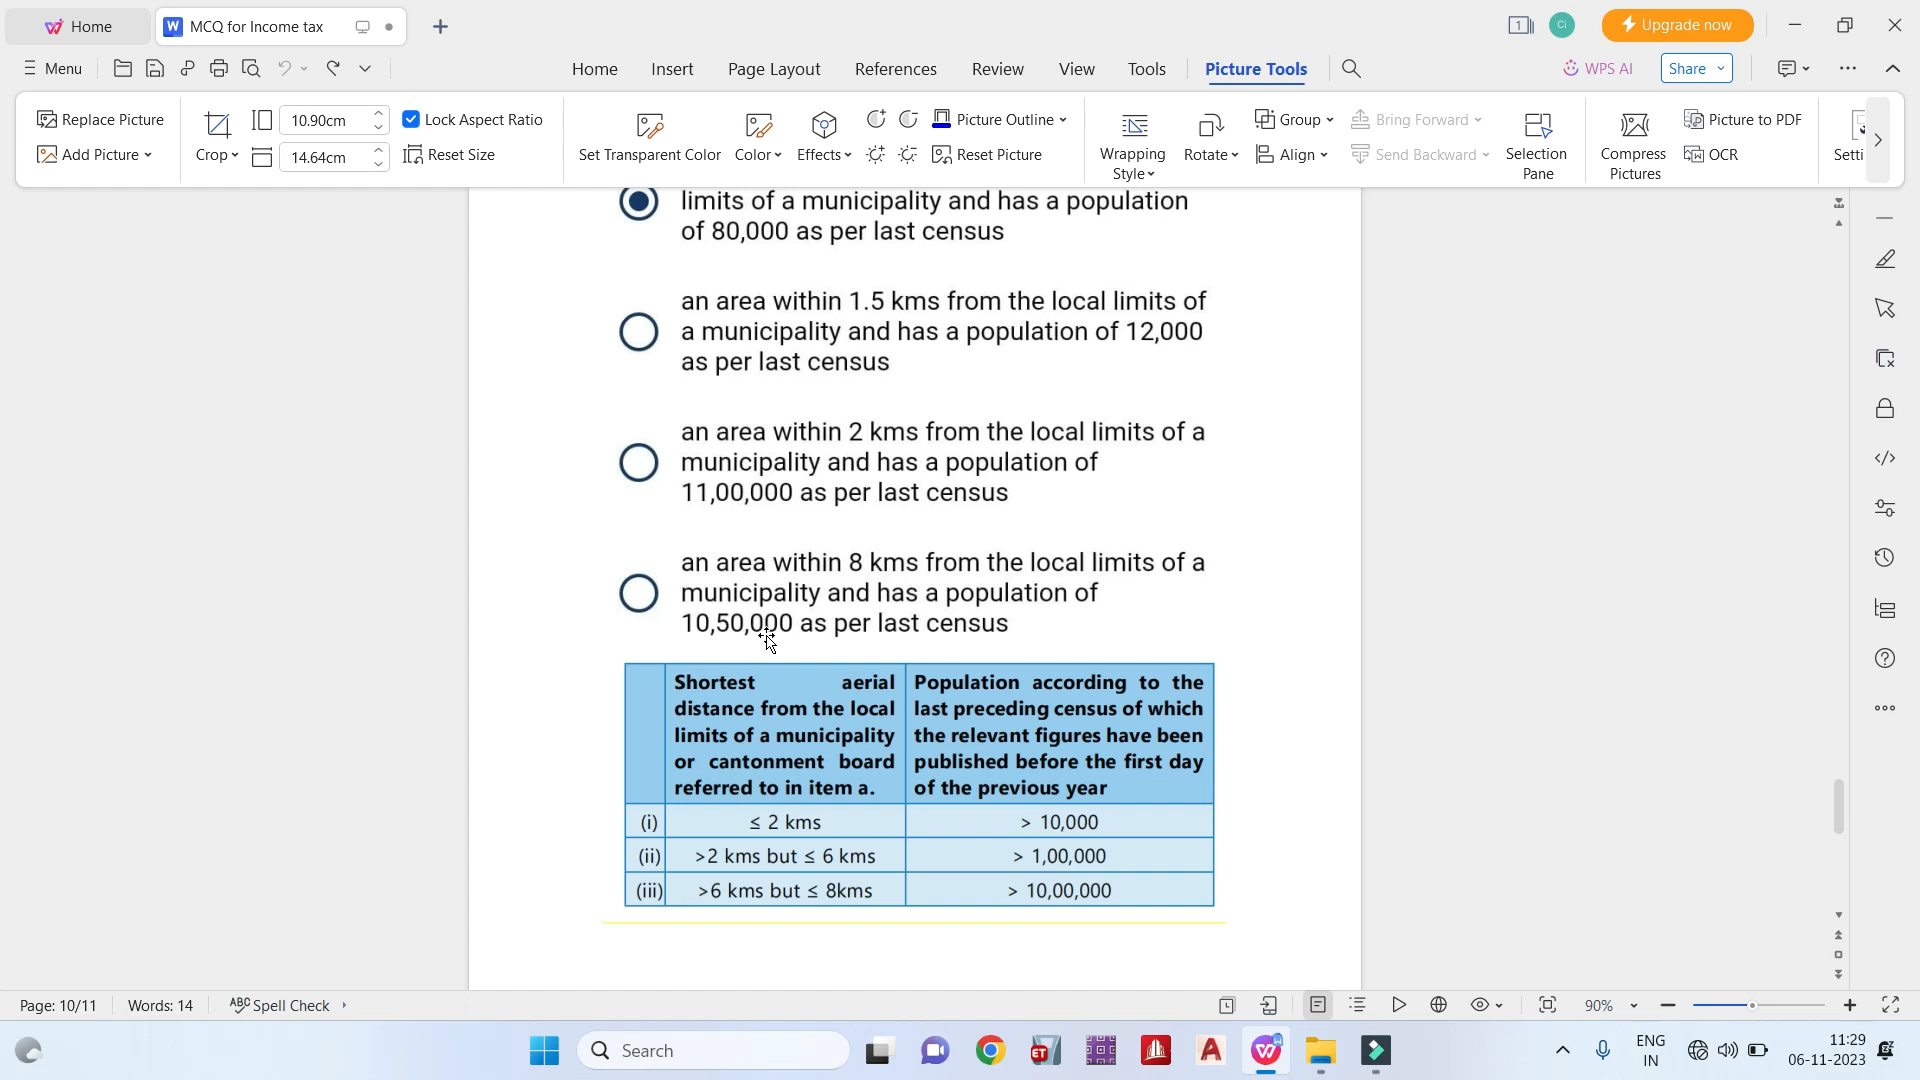 Home
MCQ for Income tax
1
Ci
Upgrade now
Menu
Home
Insert
Page Layout
References
Review
View
Tools
Picture Tools
WPS AI
Share
Replace Picture
Add Picture
Crop
10.90cm
14.64cm
Lock Aspect Ratio
Reset Size
Set Transparent Color
Color
Effects
Picture Outline
Reset Picture
Wrapping
Style
Rotate
Group
Align
Bring Forward
Send Backward
Selection
Pane
Compress
Pictures
Picture to PDF
OCR
Setti
limits of a municipality and has a population
of 80,000 as per last census
an area within 1.5 kms from the local limits of
a municipality and has a population of 12,000
as per last census
an area within 2 kms from the local limits of a
municipality and has a population of
11,00,000 as per last census
an area within 8 kms from the local limits of a
municipality and has a population of
10,50,000 as per last census
Shortest aerial
distance from the local
limits of a municipality
or cantonment board
referred to in item a.
Population according to the
last preceding census of which
the relevant figures have been
published before the first day
of the previous year
(i) ≤ 2 kms > 10,000
(ii) >2 kms but ≤ 6 kms > 1,00,000
(iii) >6 kms but ≤ 8kms > 10,00,000
Page: 10/11
Words: 14
ABC Spell Check
90%
Search
ET
ENG
IN
11:29
06-11-2023